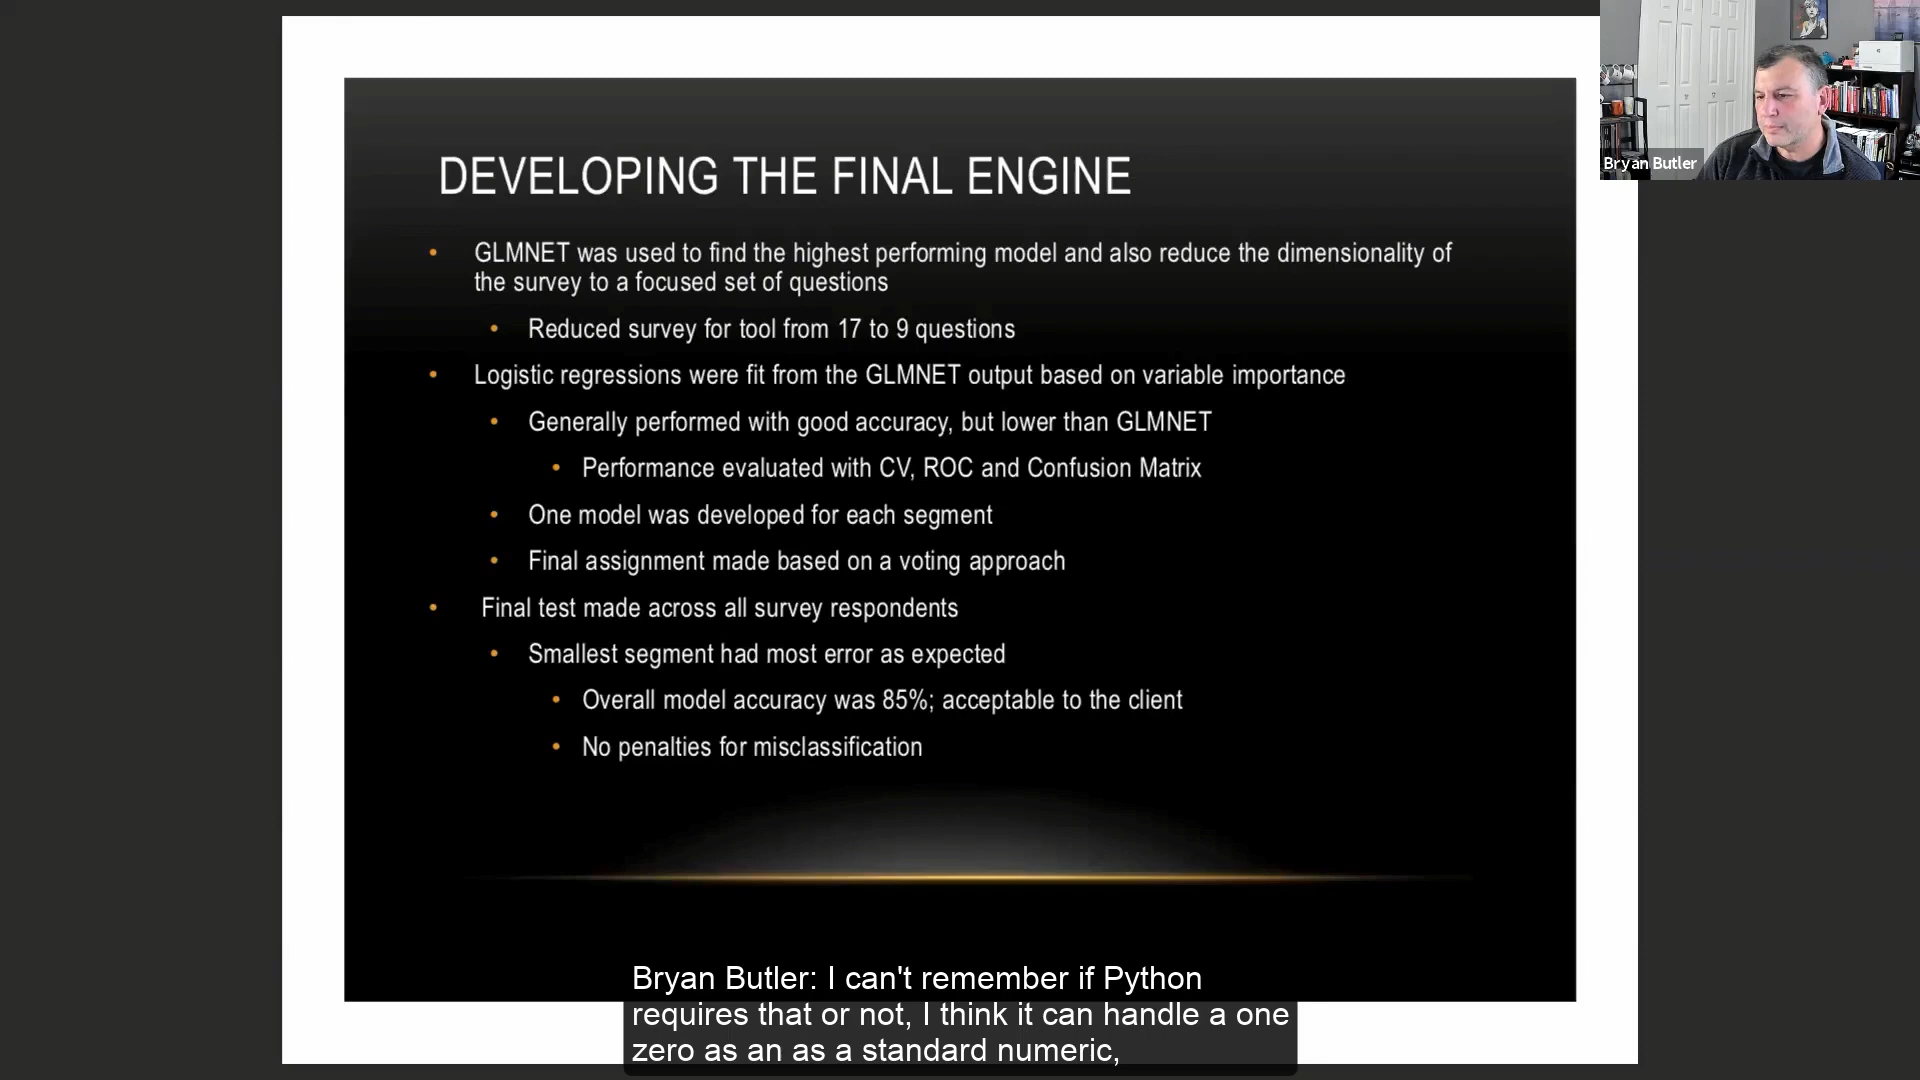 DEVELOPING THE FINAL ENGINE
• GLMNET was used to find the highest performing model and also reduce the dimensionality of
the survey to a focused set of questions
• Reduced survey for tool from 17 to 9 questions
• Logistic regressions were fit from the GLMNET output based on variable importance
• Generally performed with good accuracy, but lower than GLMNET
• Performance evaluated with CV, ROC and Confusion Matrix
• One model was developed for each segment
• Final assignment made based on a voting approach
• Final test made across all survey respondents
• Smallest segment had most error as expected
• Overall model accuracy was 85%; acceptable to the client
• No penalties for misclassification
Bryan Butler
Bryan Butler: I can't remember if Python
requires that or not, I think it can handle a one
zero as an as a standard numeric,